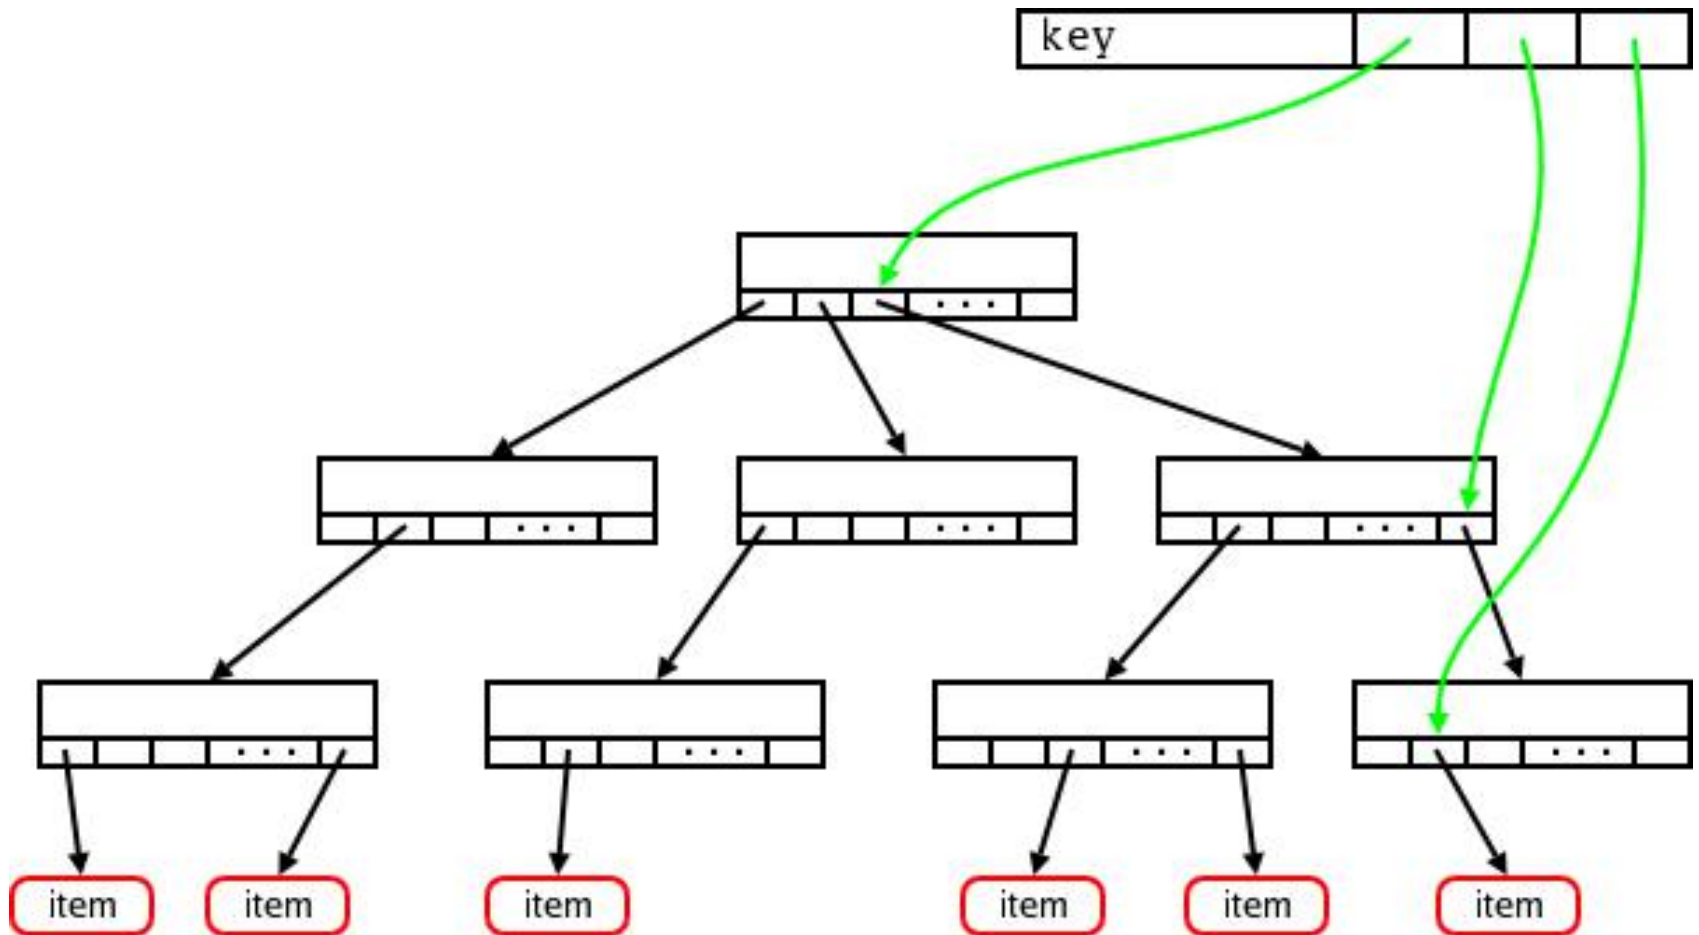 key
. . .
. . . . . . . . .
. . . . . . . . . . . .
item item item item item item